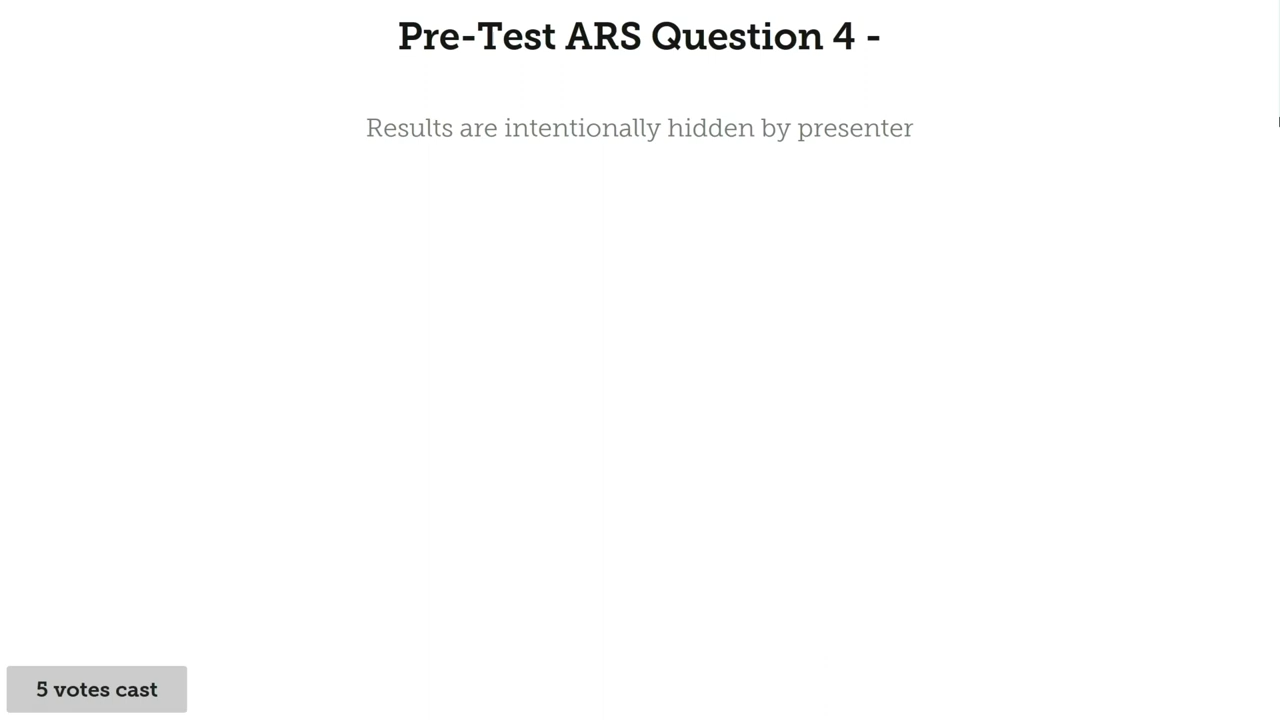 Pre-Test ARS Question 4 -
Results are intentionally hidden by presenter
5 votes cast